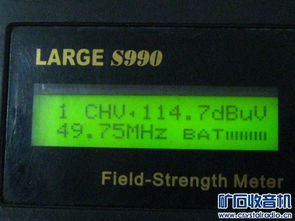 LARGE S990
1 CHV 114.7dBuV
49.75MHz BAT
Field-Strength Meter
矿石收音机
www.crystalradio.cn